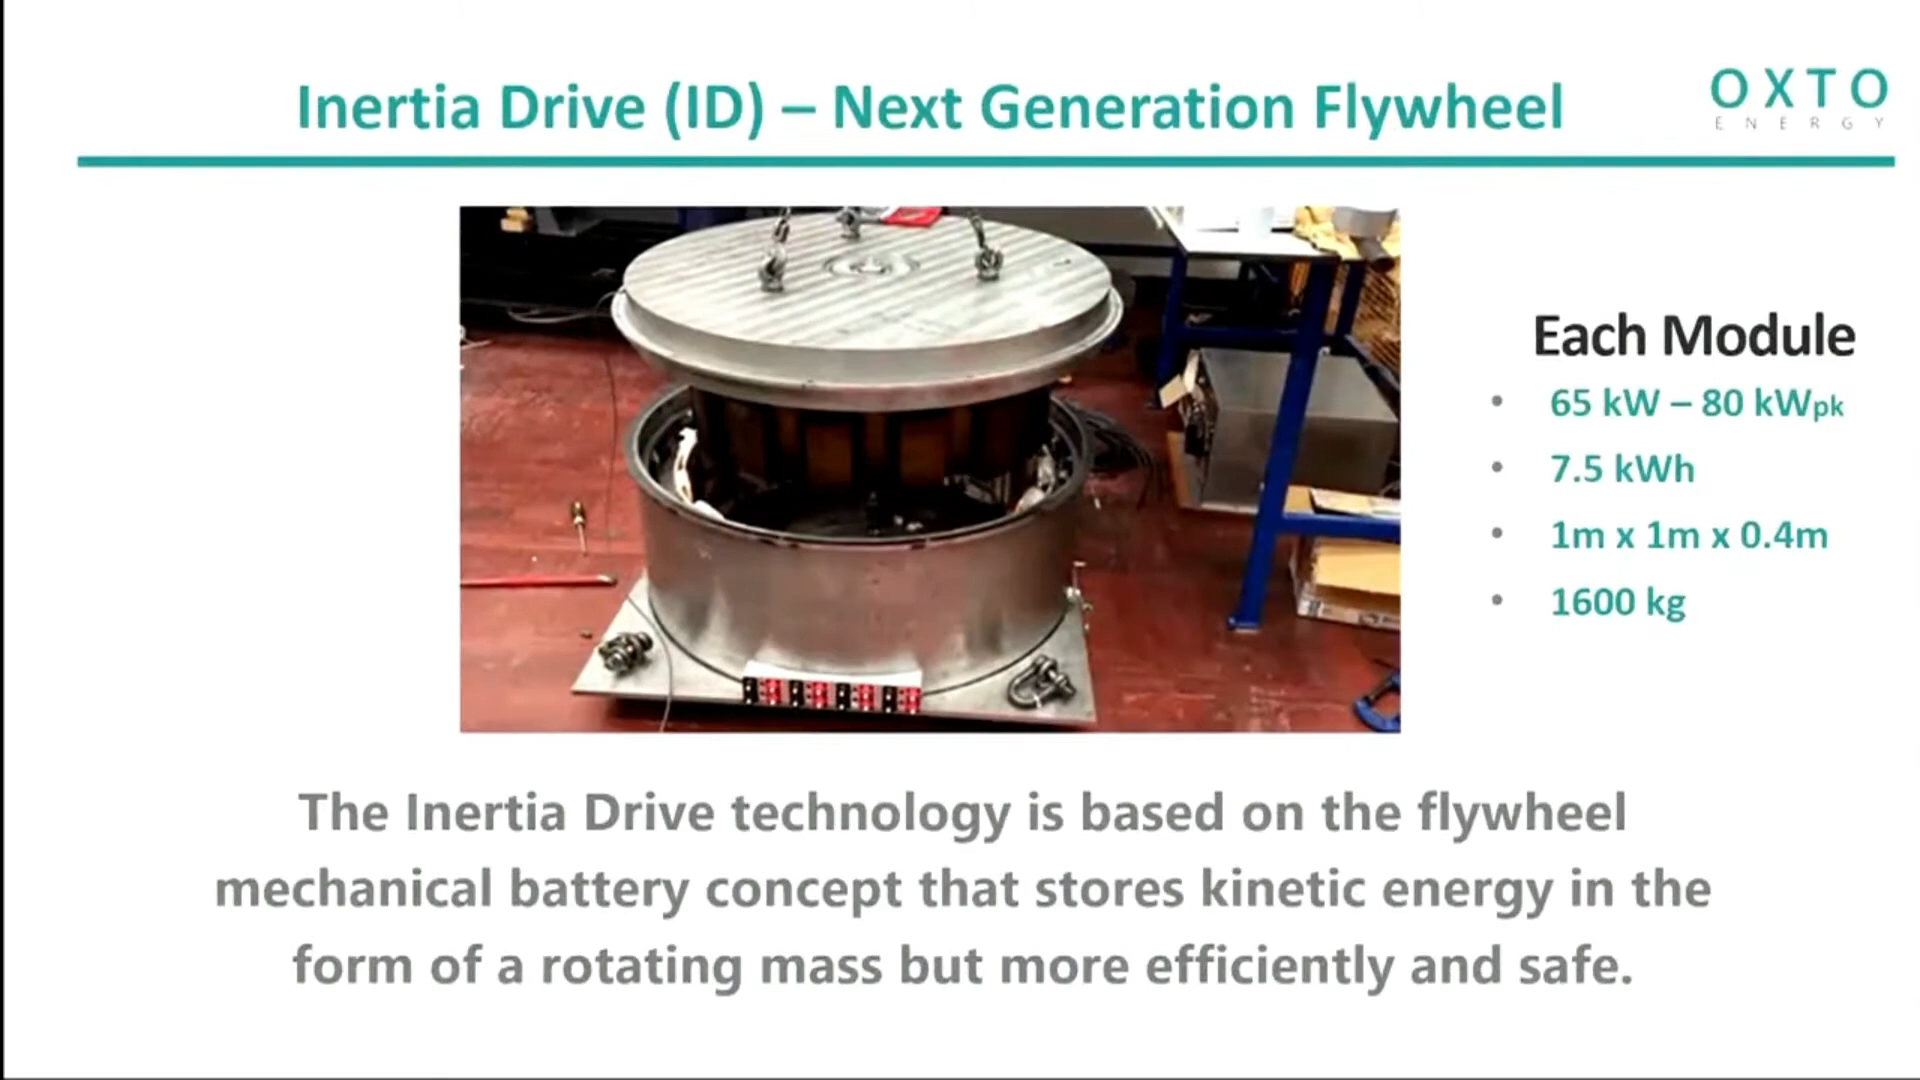 Inertia Drive (ID) – Next Generation Flywheel
OXTO
ENERGY
Each Module
• 65 kW – 80 kWpk
• 7.5 kWh
• 1m x 1m x 0.4m
• 1600 kg
The Inertia Drive technology is based on the flywheel
mechanical battery concept that stores kinetic energy in the
form of a rotating mass but more efficiently and safe.